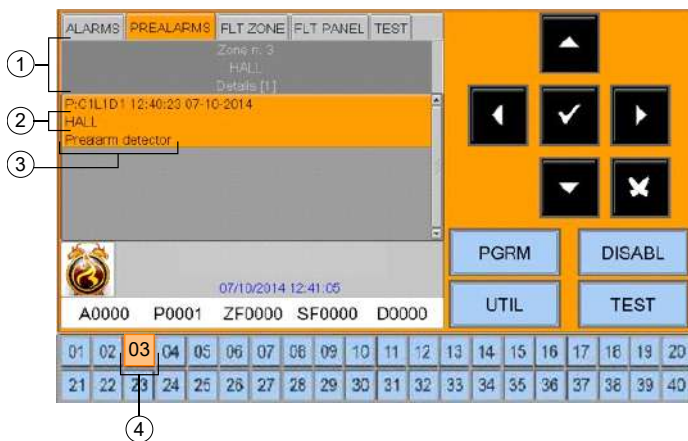 ALARMS PREALARMS FLT ZONE FLT PANEL TEST
Zone n. 3
HALL
Details [1]
P:C1L1D1 12:40:23 07-10-2014
HALL
Prealarm detector
07/10/2014 12:41:05
A0000 P0001 ZF0000 SF0000 D0000
PGRM DISABL
UTIL TEST
01 02 03 04 05 06 07 08 09 10 11 12 13 14 15 16 17 18 19 20
21 22 23 24 25 26 27 28 29 30 31 32 33 34 35 36 37 38 39 40
1
2
3
4